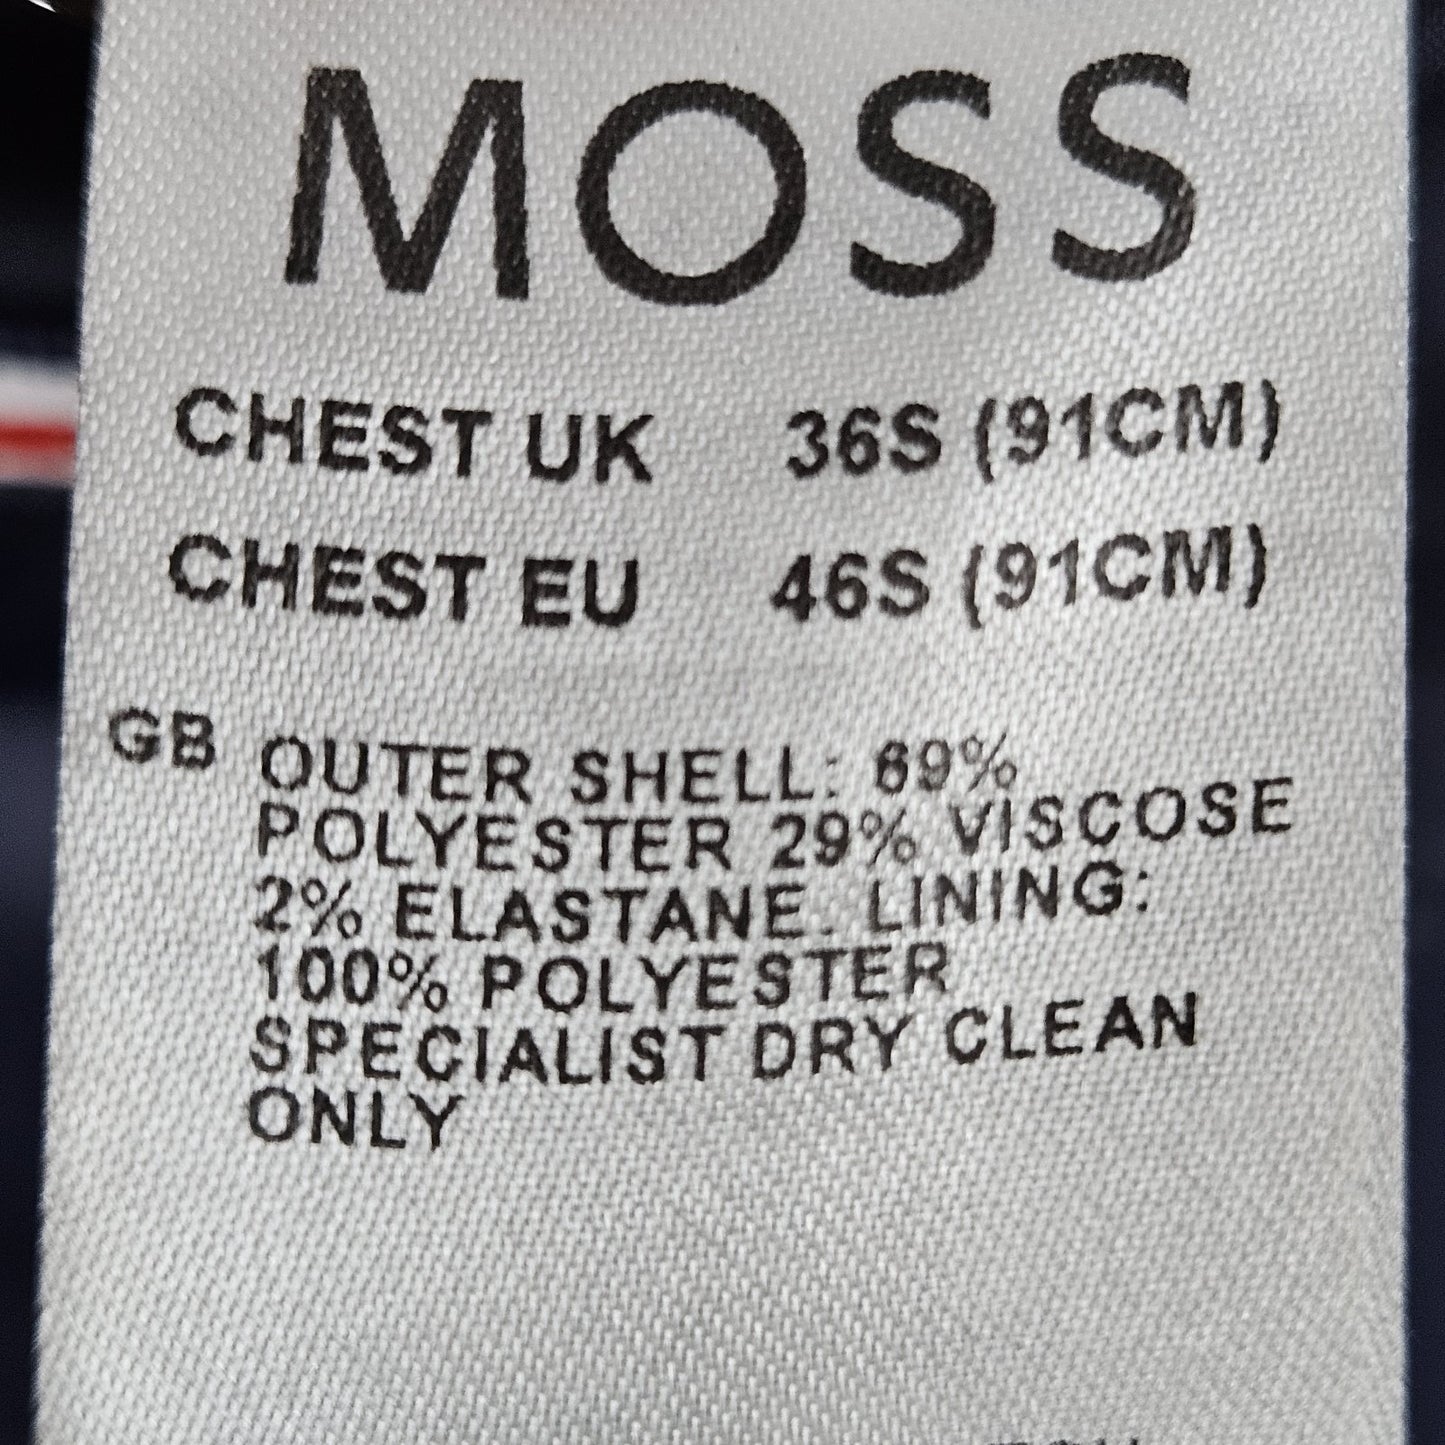 MOSS
CHEST UK 36S (91CM)
CHEST EU 46S (91CM)
GB OUTER SHELL: 69%
POLYESTER 29% VISCOSE
2% ELASTANE. LINING:
100% POLYESTER
SPECIALIST DRY CLEAN
ONLY